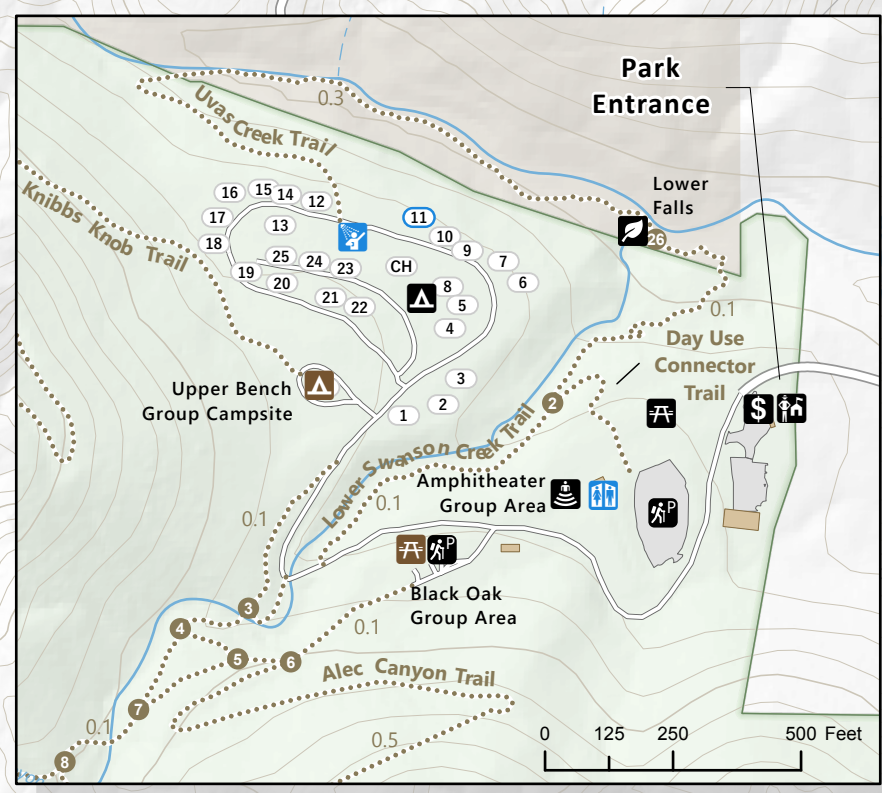 Park
Entrance
0.3
Uvas Creek Trail
Lower
Falls
Knibbs Knob Trail
16
15
14
12
11
17
13
10
18
9
7
26
25
24
23
CH
19
20
8
6
21
22
5
4
0.1
Day Use
Connector
Trail
Upper Bench
Group Campsite
3
2
1
2
$
Lower Swanson Creek Trail
Amphitheater
Group Area
0.1
0.1
P
P
Black Oak
Group Area
3
4
0.1
5
6
Alec Canyon Trail
7
0.1
0.5
8
0 125 250 500 Feet